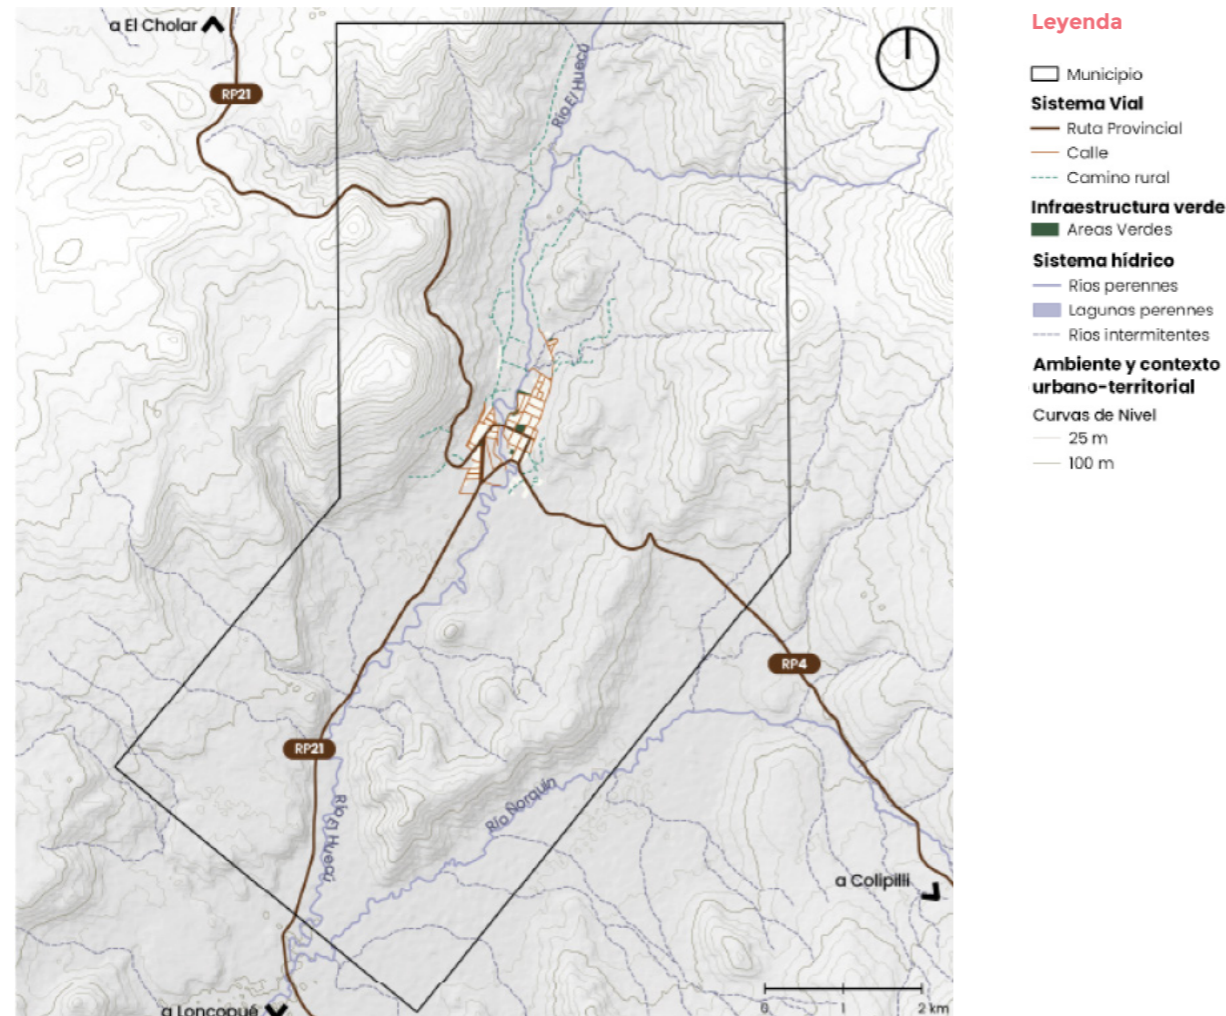 a El Cholar
RP21
Río El Huecú
RP4
RP21
Río El Huecú
Río Ñorquín
a Colipilli
a Loncopué
0 1 2 km
Leyenda
Municipio
Sistema Vial
Ruta Provincial
Calle
Camino rural
Infraestructura verde
Areas Verdes
Sistema hídrico
Ríos perennes
Lagunas perennes
Ríos intermitentes
Ambiente y contexto
urbano-territorial
Curvas de Nivel
25 m
100 m